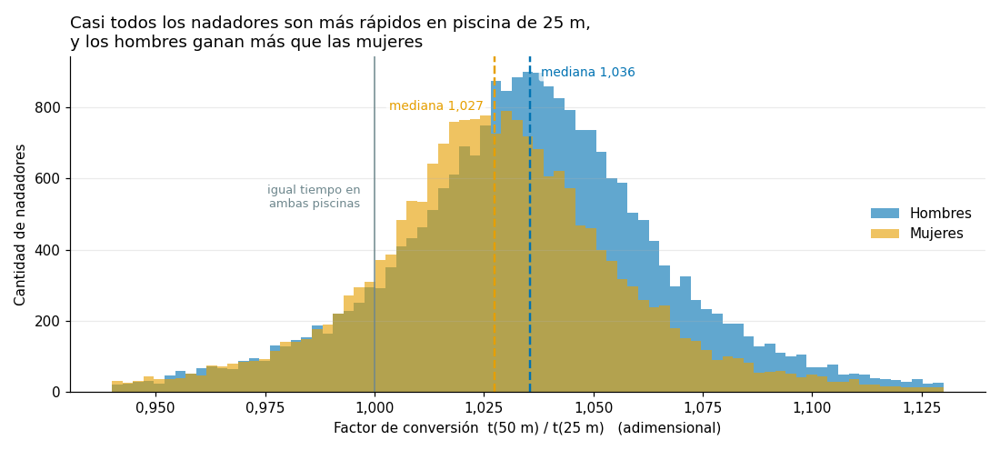 Casi todos los nadadores son más rápidos en piscina de 25 m,
y los hombres ganan más que las mujeres
Cantidad de nadadores
800
600
400
200
0
mediana 1,036
mediana 1,027
igual tiempo en
ambas piscinas
Hombres
Mujeres
0,950
0,975
1,000
1,025
1,050
1,075
1,100
1,125
Factor de conversión  t(50 m) / t(25 m)   (adimensional)